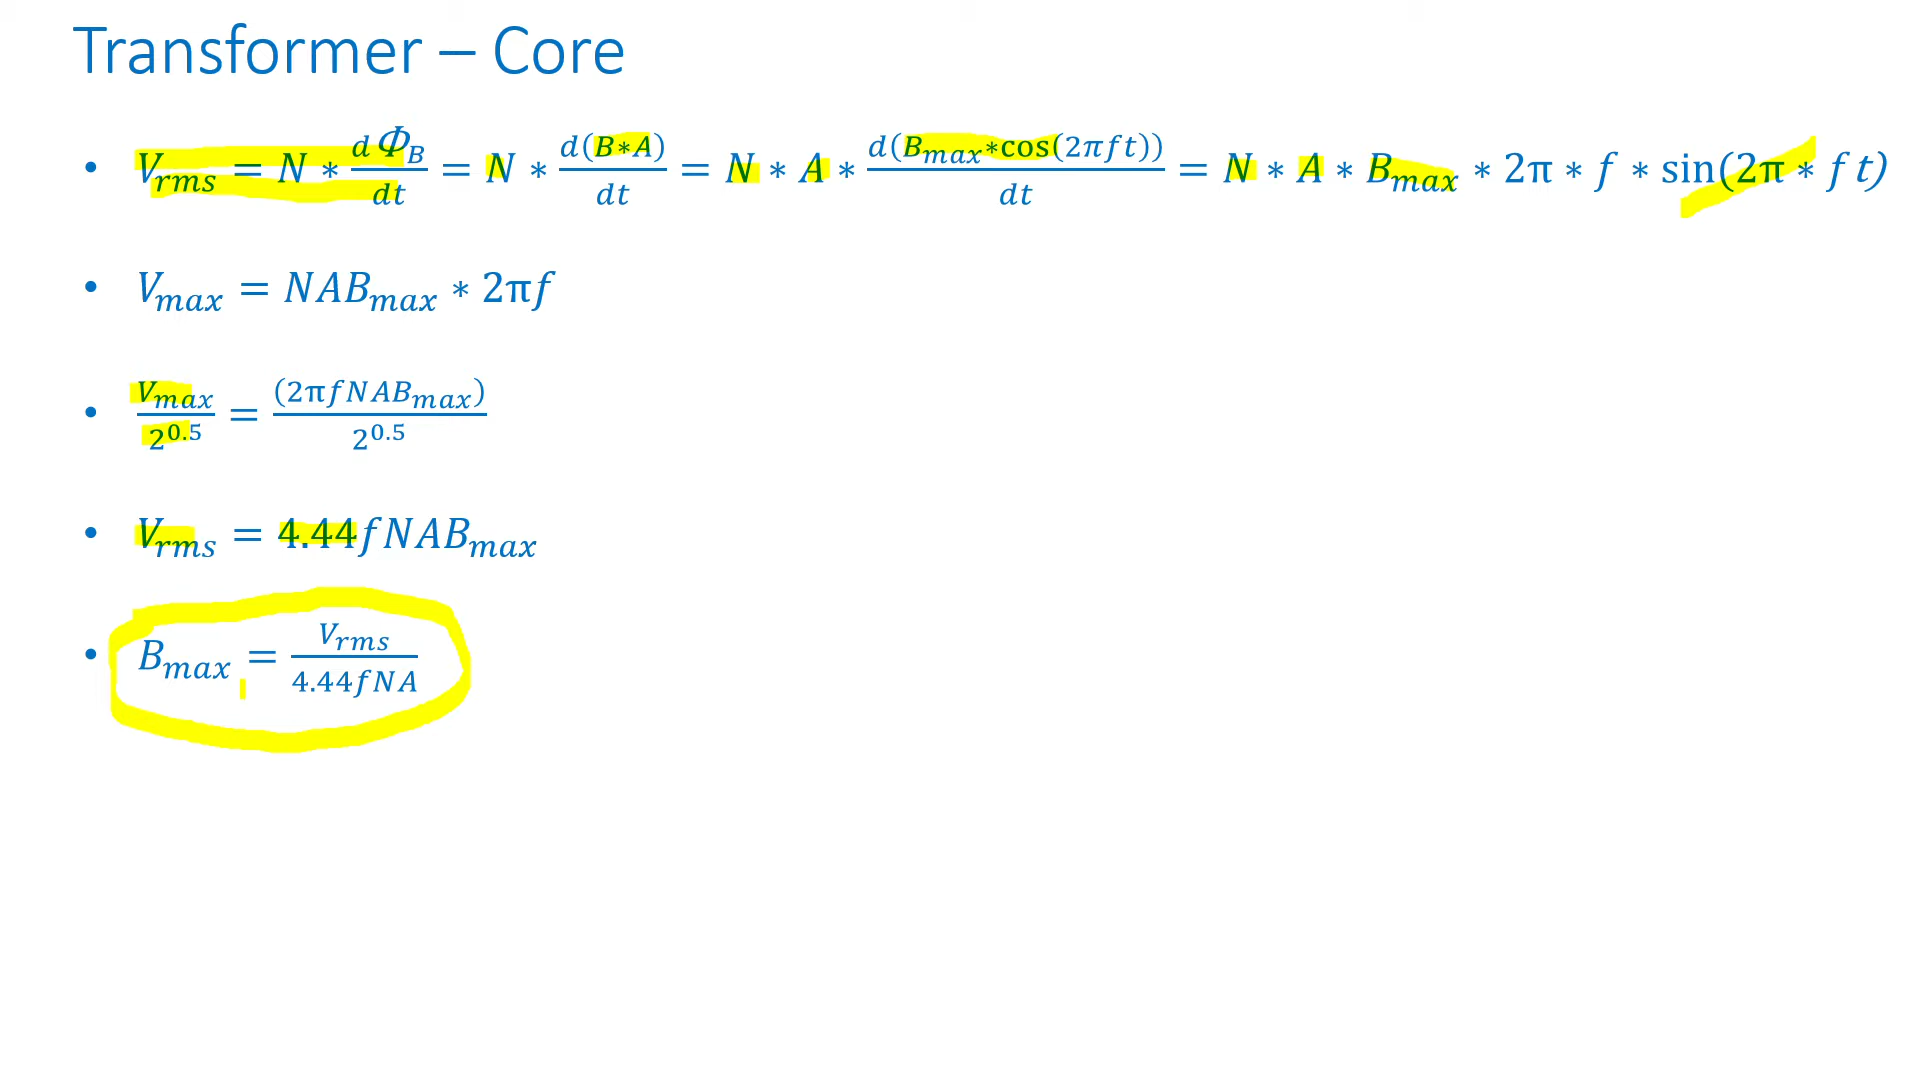 Transformer – Core
• V_rms = N * dΦ_B/dt = N * d(B*A)/dt = N * A * d(B_max*cos(2πft))/dt = N * A * B_max * 2π * f * sin(2π * ft)
• V_max = NAB_max * 2πf
• V_max/2^0.5 = (2πfNAB_max)/2^0.5
• V_rms = 4.44fNAB_max
• B_max = V_rms/4.44fNA